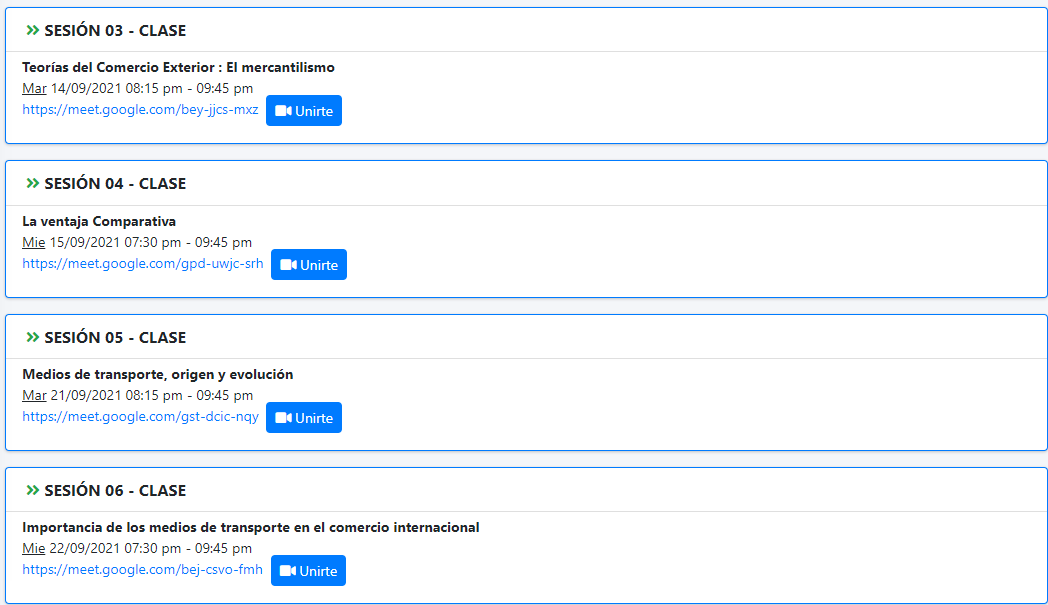 SESIÓN 03 - CLASE
Teorías del Comercio Exterior : El mercantilismo
Mar 14/09/2021 08:15 pm - 09:45 pm
https://meet.google.com/bey-jjcs-mxz Unirte
SESIÓN 04 - CLASE
La ventaja Comparativa
Mie 15/09/2021 07:30 pm - 09:45 pm
https://meet.google.com/gpd-uwjc-srh Unirte
SESIÓN 05 - CLASE
Medios de transporte, origen y evolución
Mar 21/09/2021 08:15 pm - 09:45 pm
https://meet.google.com/gst-dcic-nqy Unirte
SESIÓN 06 - CLASE
Importancia de los medios de transporte en el comercio internacional
Mie 22/09/2021 07:30 pm - 09:45 pm
https://meet.google.com/bej-csvo-fmh Unirte